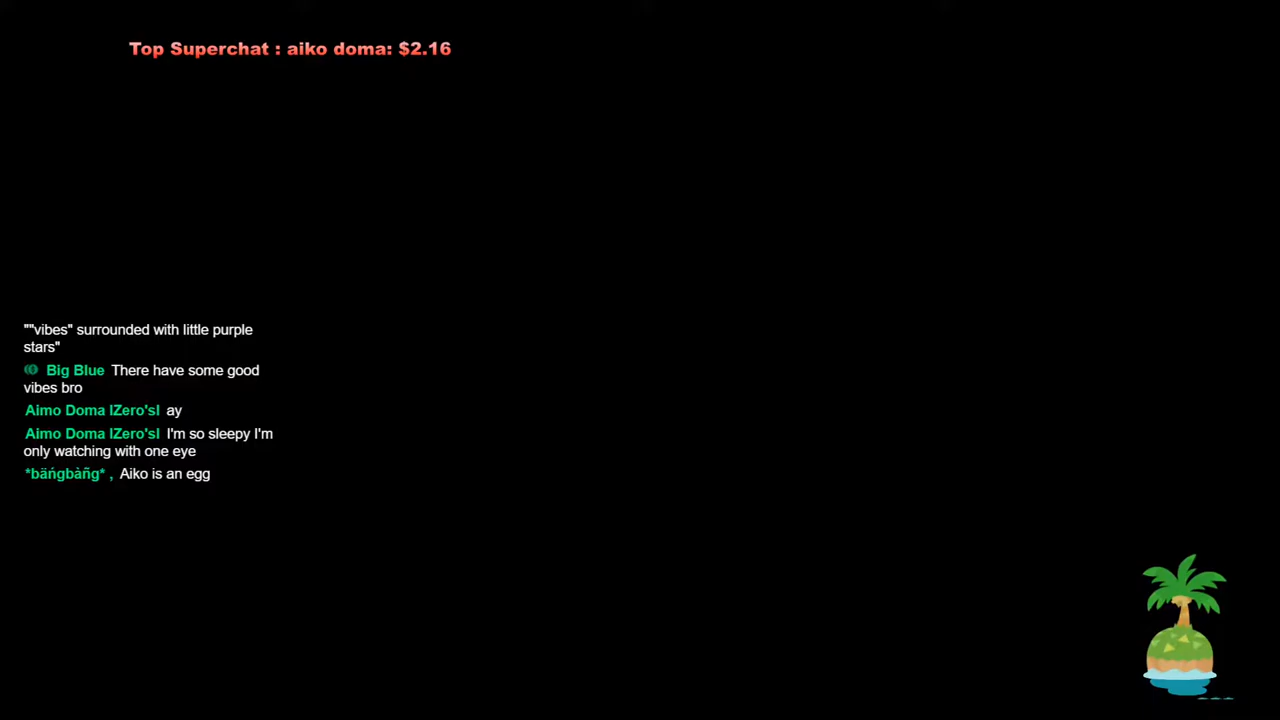 Top Superchat : aiko doma: $2.16
""vibes" surrounded with little purple
stars"
Big Blue There have some good
vibes bro
Aimo Doma lZero'sl ay
Aimo Doma lZero'sl I'm so sleepy I'm
only watching with one eye
*bäńgbàñg* , Aiko is an egg